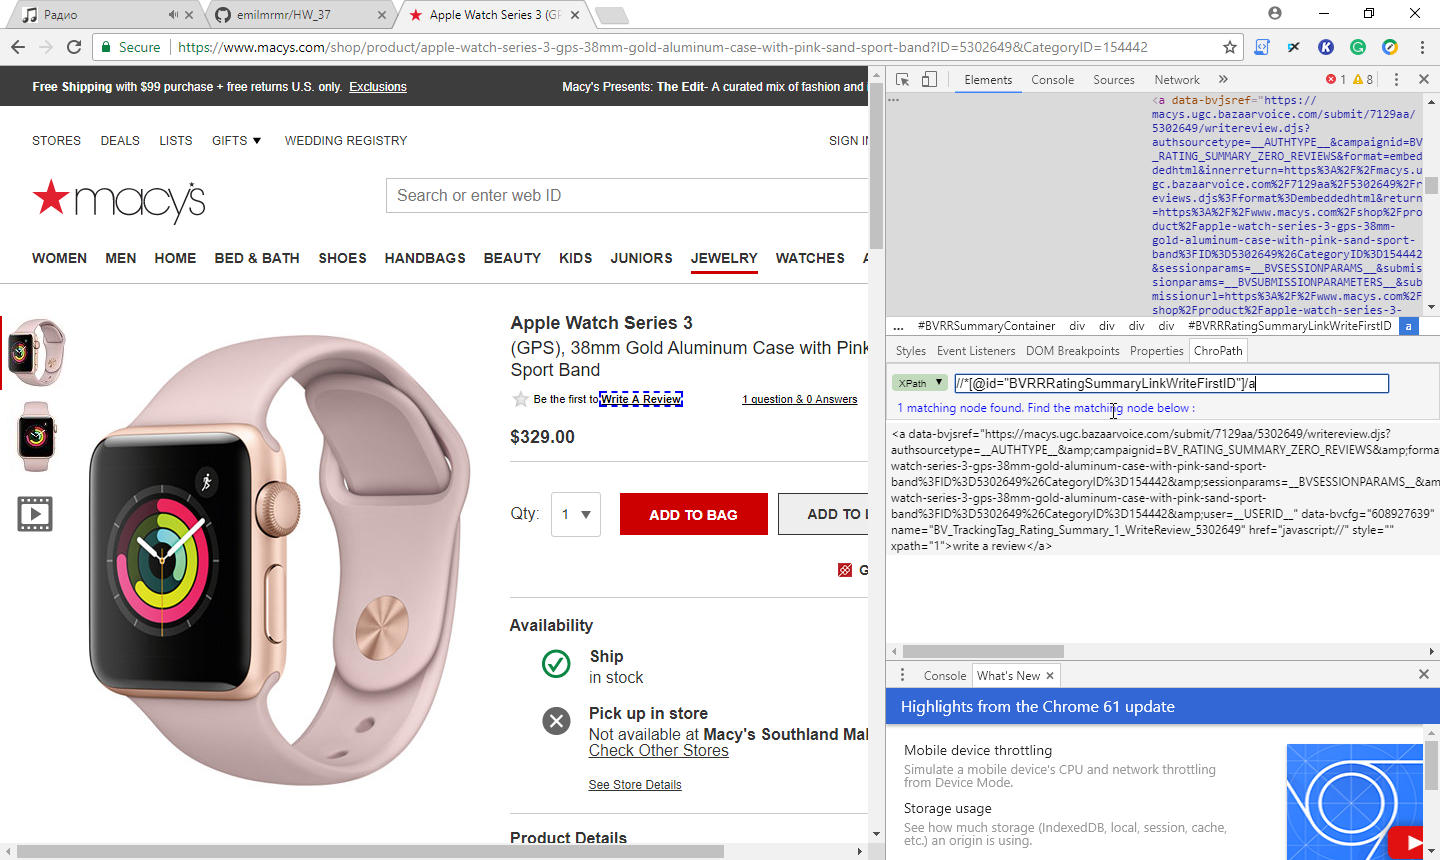 Радио
emilmrmr/HW_37
Apple Watch Series 3 (GF
Secure
https://www.macys.com/shop/product/apple-watch-series-3-gps-38mm-gold-aluminum-case-with-pink-sand-sport-band?ID=5302649&CategoryID=154442
Free Shipping with $99 purchase + free returns U.S. only. Exclusions
Macy's Presents: The Edit- A curated mix of fashion and
STORES DEALS LISTS GIFTS WEDDING REGISTRY
SIGN IN
macy's
Search or enter web ID
WOMEN MEN HOME BED & BATH SHOES HANDBAGS BEAUTY KIDS JUNIORS JEWELRY WATCHES
Apple Watch Series 3
(GPS), 38mm Gold Aluminum Case with Pink
Sport Band
Be the first to Write A Review
1 question & 0 Answers
$329.00
Qty: 1
ADD TO BAG
ADD TO L
G
Availability
Ship
in stock
Pick up in store
Not available at Macy's Southland Mal
Check Other Stores
See Store Details
Product Details
Elements Console Sources Network » 1 8
...
<a data-bvjsref="https://
macys.ugc.bazaarvoice.com/submit/7129aa/
5302649/writereview.djs?
authsourcetype=__AUTHTYPE__&campaignid=BV
_RATING_SUMMARY_ZERO_REVIEWS&format=embed
dedhtml&innerreturn=https%3A%2F%2Fmacys.u
gc.bazaarvoice.com%2F7129aa%2F5302649%2Fr
eviews.djs%3Fformat%3Dembeddedhtml&return
=https%3A%2F%2Fwww.macys.com%2Fshop%2Fpro
duct%2Fapple-watch-series-3-gps-38mm-
gold-aluminum-case-with-pink-sand-sport-
band%3FID%3D5302649%26CategoryID%3D154442
&sessionparams=__BVSESSIONPARAMS__&submis
sionparams=__BVSUBMISSIONPARAMETERS__&sub
missionurl=https%3A%2F%2Fwww.macys.com%2F
shop%2Fproduct%2Fapple-watch-series-3-
... #BVRRSummaryContainer div div div div #BVRRRatingSummaryLinkWriteFirstID a
Styles Event Listeners DOM Breakpoints Properties ChroPath
XPath ▼ //*[@id="BVRRRatingSummaryLinkWriteFirstID"]/a
1 matching node found. Find the matching node below :
<a data-bvjsref="https://macys.ugc.bazaarvoice.com/submit/7129aa/5302649/writereview.djs?
authsourcetype=__AUTHTYPE__&amp;campaignid=BV_RATING_SUMMARY_ZERO_REVIEWS&amp;forma
watch-series-3-gps-38mm-gold-aluminum-case-with-pink-sand-sport-
band%3FID%3D5302649%26CategoryID%3D154442&amp;sessionparams=__BVSESSIONPARAMS__&am
watch-series-3-gps-38mm-gold-aluminum-case-with-pink-sand-sport-
band%3FID%3D5302649%26CategoryID%3D154442&amp;user=__USERID__" data-bvcfg="608927639"
name="BV_TrackingTag_Rating_Summary_1_WriteReview_5302649" href="javascript://" style=""
xpath="1">write a review</a>
Console What's New
Highlights from the Chrome 61 update
Mobile device throttling
Simulate a mobile device's CPU and network throttling
from Device Mode.
Storage usage
See how much storage (IndexedDB, local, session, cache,
etc.) an origin is using.